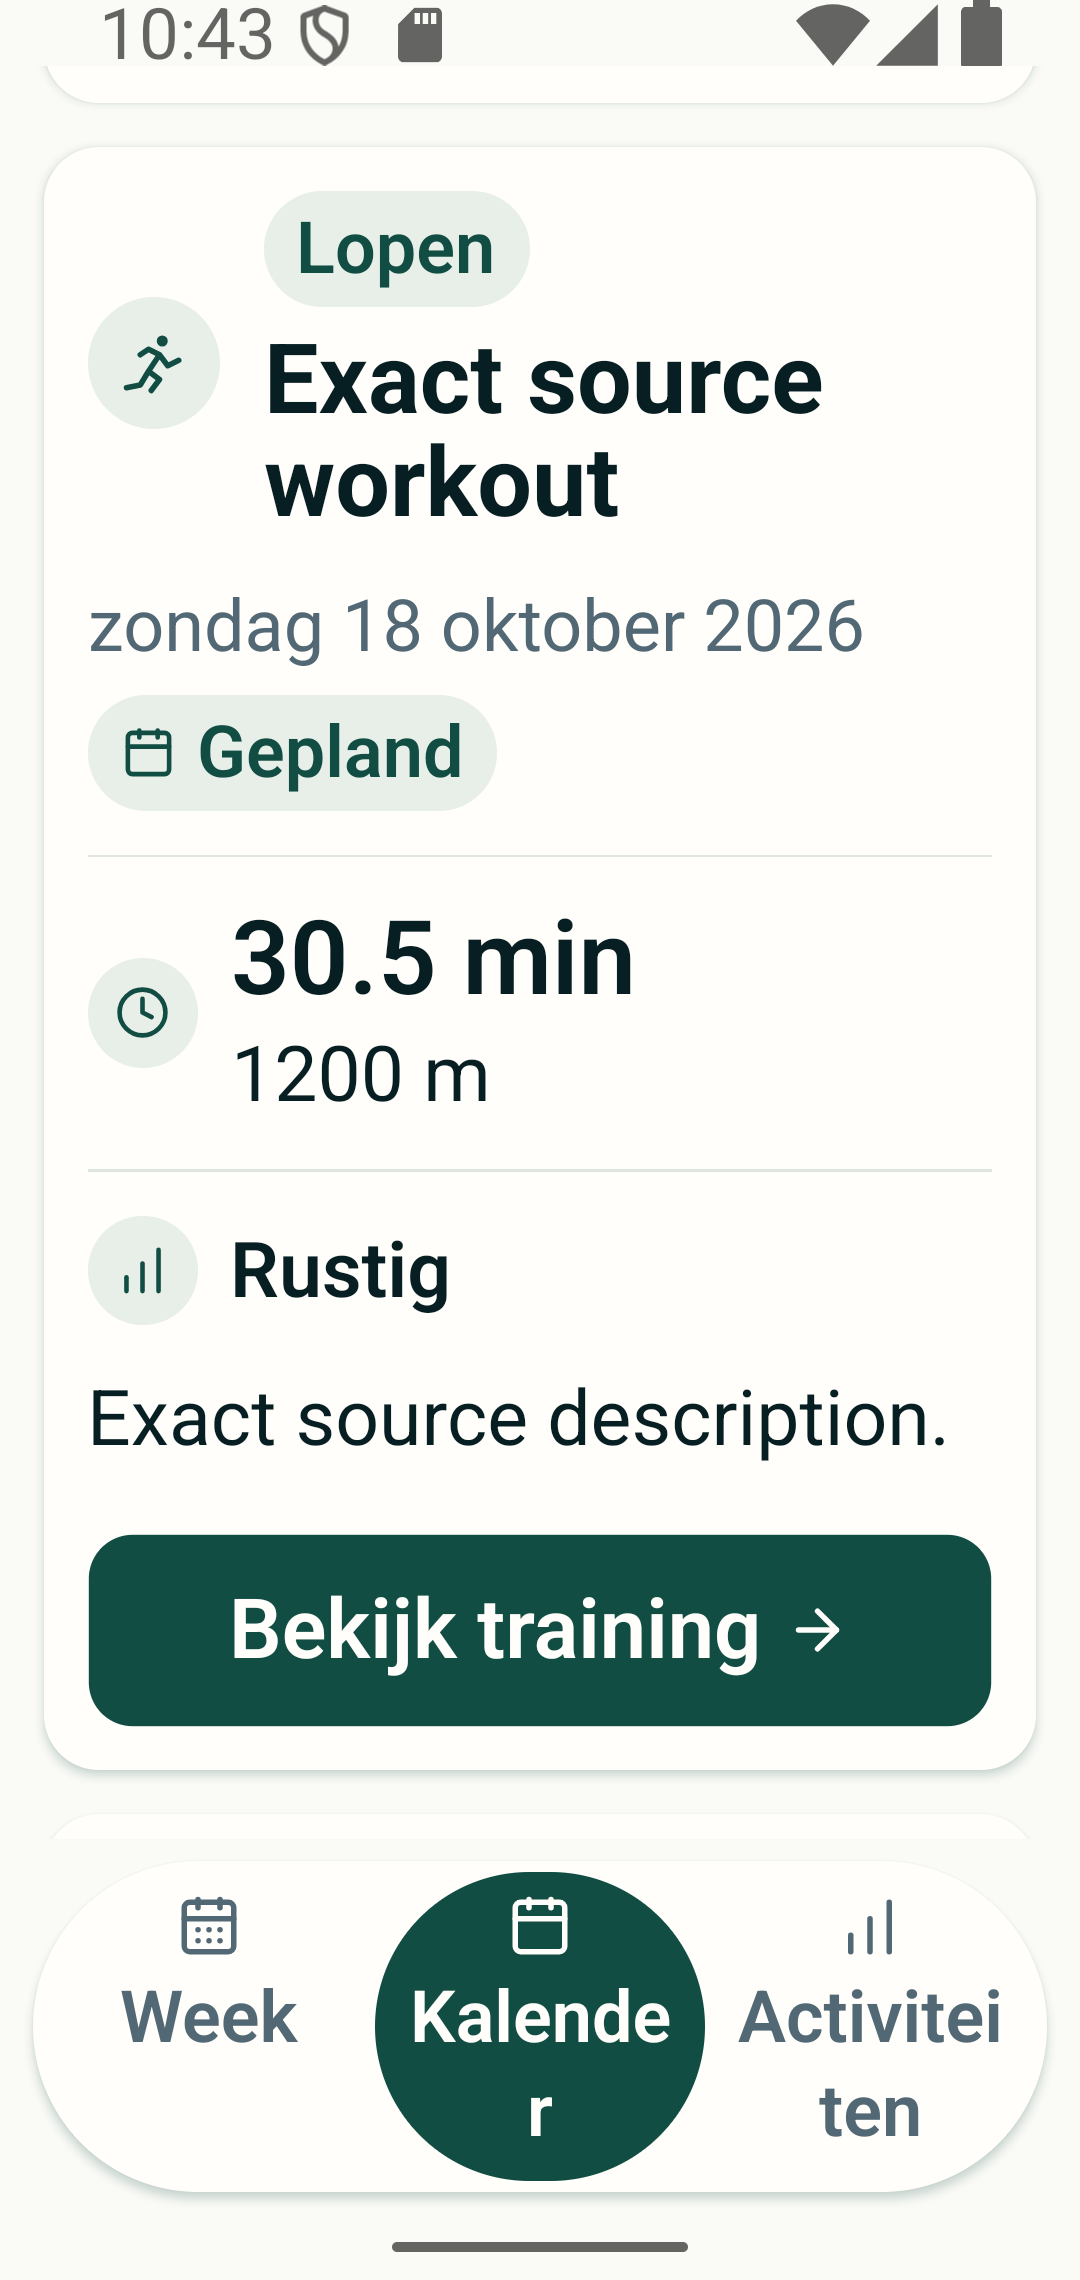 10:43
Lopen
Exact source
workout
zondag 18 oktober 2026
Gepland
30.5 min
1200 m
Rustig
Exact source description.
Bekijk training
Week
Kalende
r
Activitei
ten